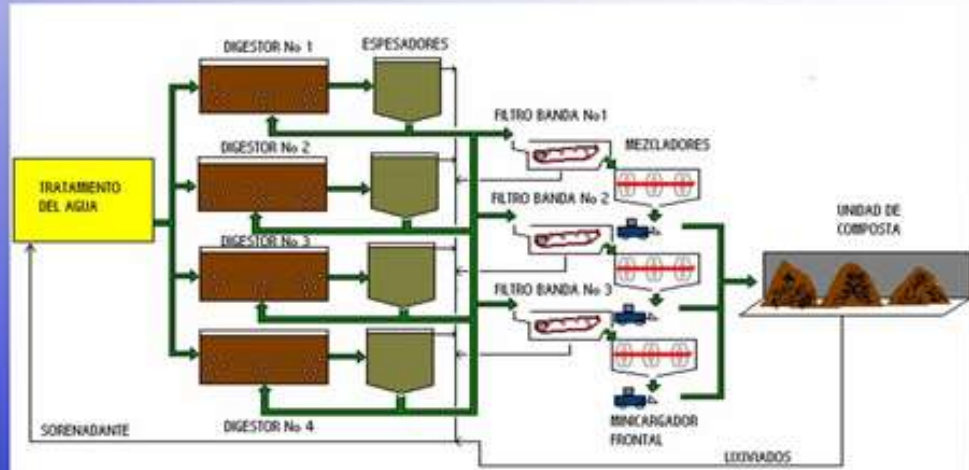 DIGESTOR No 1
ESPESADORES
FILTRO BANDA No1
MEZCLADORES
DIGESTOR No 2
TRATAMIENTO
DEL AGUA
FILTRO BANDA No 2
UNIDAD DE
COMPOSTA
DIGESTOR No 3
FILTRO BANDA No 3
DIGESTOR No 4
MINICARGADOR
FRONTAL
SORENADANTE
LIXIVIADOS